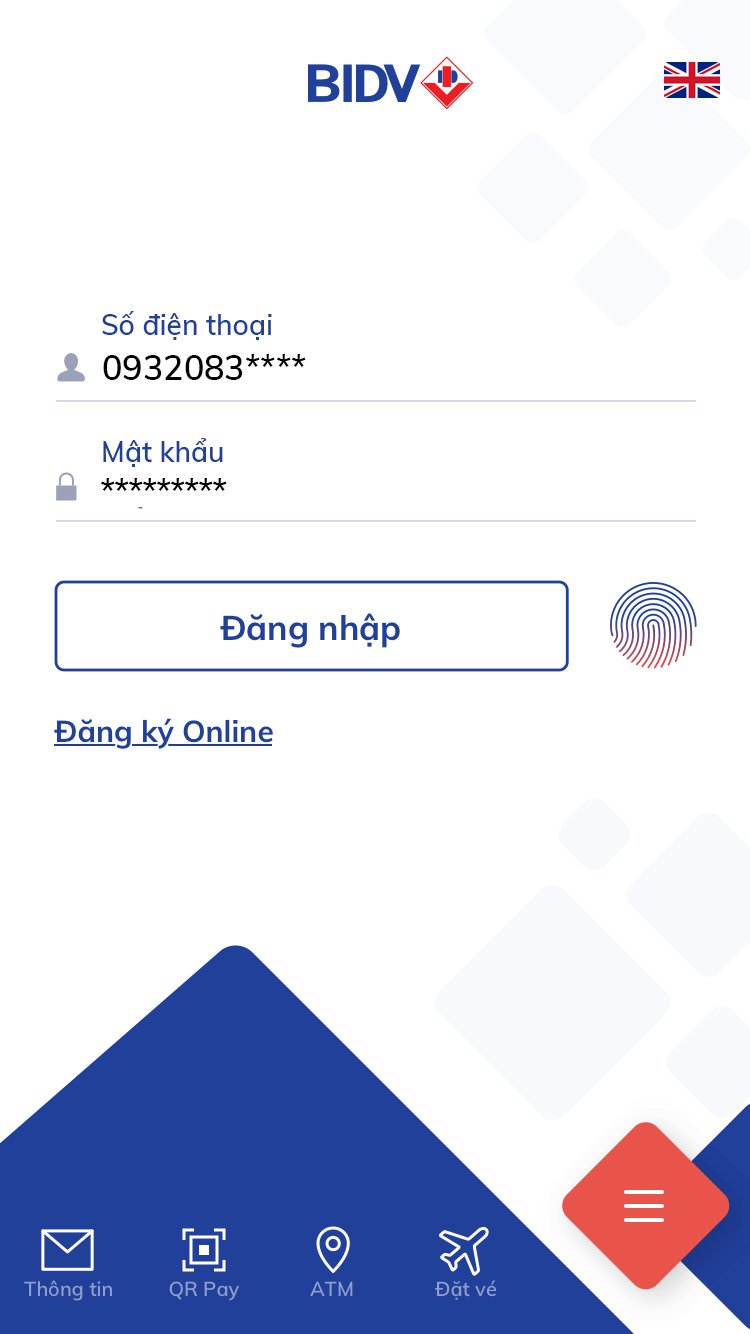 BIDV
Số điện thoại
0932083****
Mật khẩu
*********
Đăng nhập
Đăng ký Online
Thông tin
QR Pay
ATM
Đặt vé